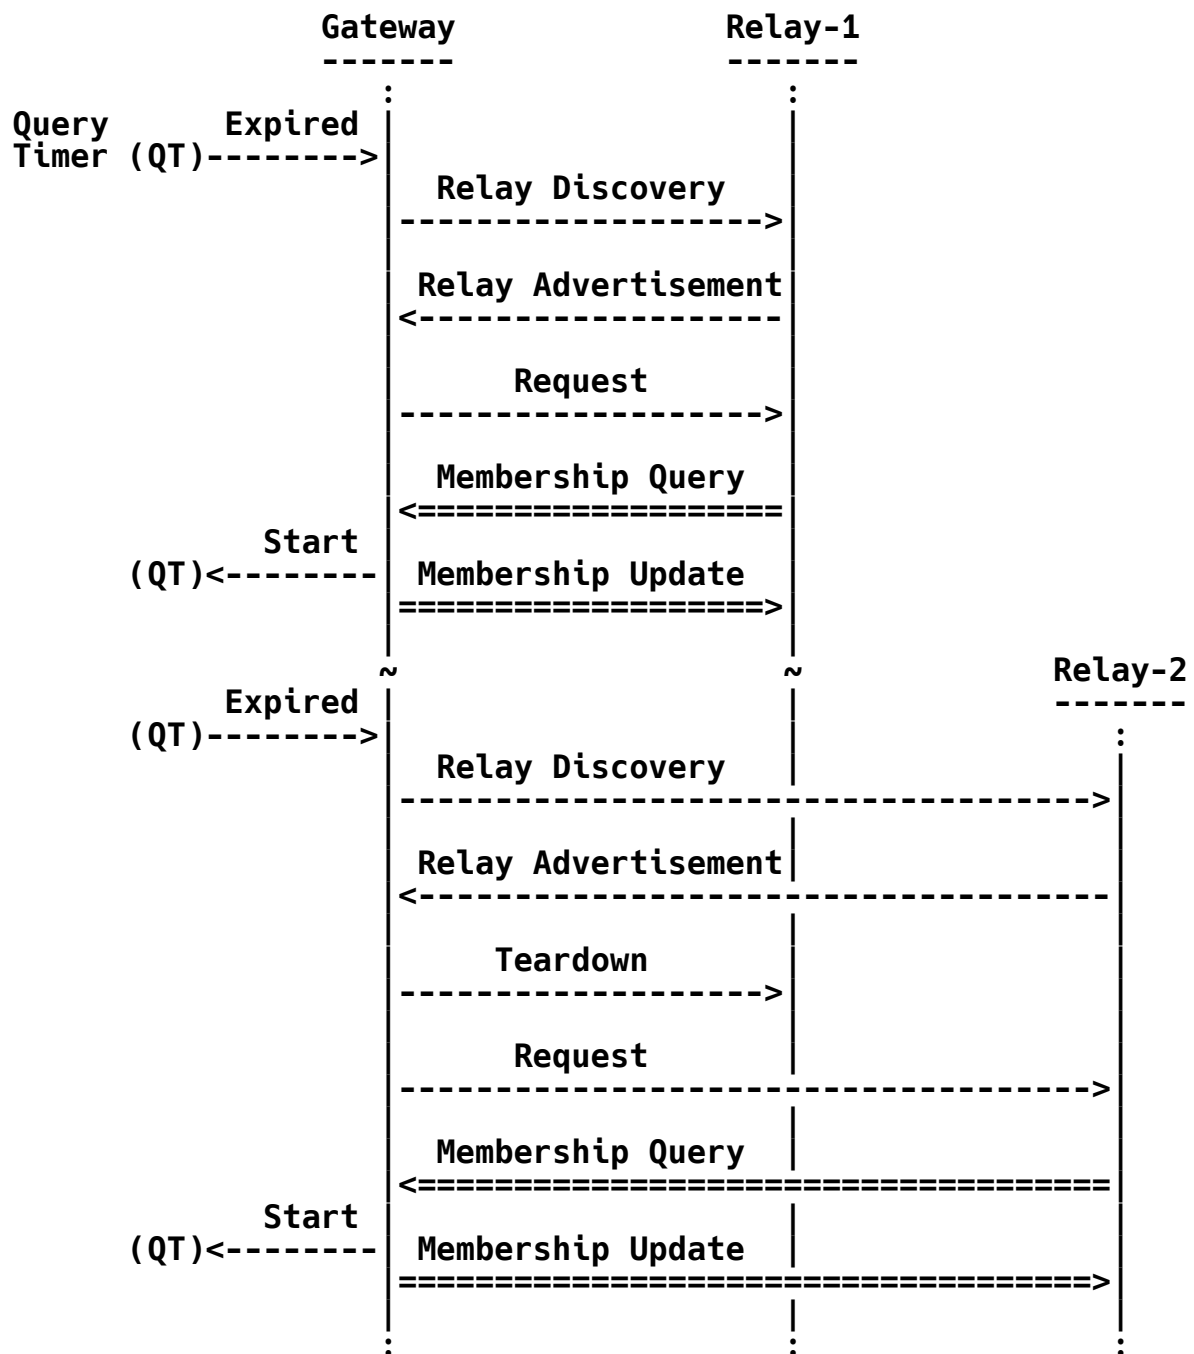 Gateway              Relay-1
                -------              -------
                   :                    :
Query      Expired |                    |
Timer (QT)-------->|                    |
                   |  Relay Discovery   |
                   |------------------->|
                   |                    |
                   | Relay Advertisement|
                   |<-------------------|
                   |                    |
                   |      Request       |
                   |------------------->|
                   |                    |
                   |  Membership Query  |
                   |<===================|
             Start |                    |
      (QT)<--------| Membership Update  |
                   |===================>|
                   |                    |
                   ~                    ~             Relay-2
           Expired |                    |             -------
      (QT)-------->|                    |                :
                   |  Relay Discovery   |                |
                   |------------------------------------>|
                   |                    |                |
                   | Relay Advertisement|                |
                   |<------------------------------------|
                   |                    |                |
                   |     Teardown       |                |
                   |------------------->|                |
                   |                    |                |
                   |      Request       |                |
                   |------------------------------------>|
                   |                    |                |
                   |  Membership Query  |                |
                   |<====================================|
             Start |                    |                |
      (QT)<--------| Membership Update  |                |
                   |====================================>|
                   |                    |                |
                   :                    :                :